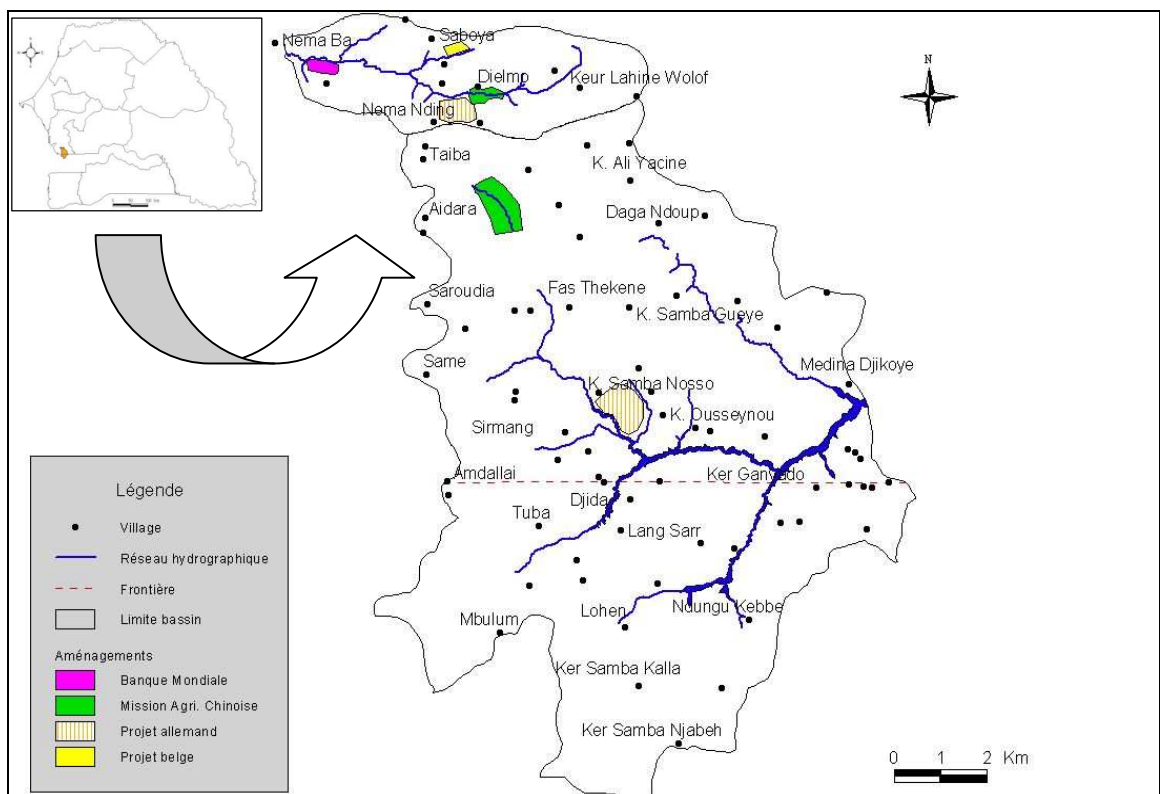 Nema Ba
Saboya
Dielmo
Keur Lahine Wolof
Nema Nding
N
Taiba
K. Ali Yacine
Aidara
Daga Ndoup
Saroudia
Fas Thekene
K. Samba Gueye
Same
Medina Djikoye
K. Samba Nosso
K. Ousseynou
Sirmang
Amdallai
Ker Ganyado
Djida
Tuba
Lang Sarr
Lohen
Ndungu Kebbe
Mbulum
Ker Samba Kalla
Ker Samba Njabeh
Légende
Village
Réseau hydrographique
Frontière
Limite bassin
Aménagements
Banque Mondiale
Mission Agri. Chinoise
Projet allemand
Projet belge
0 1 2 Km